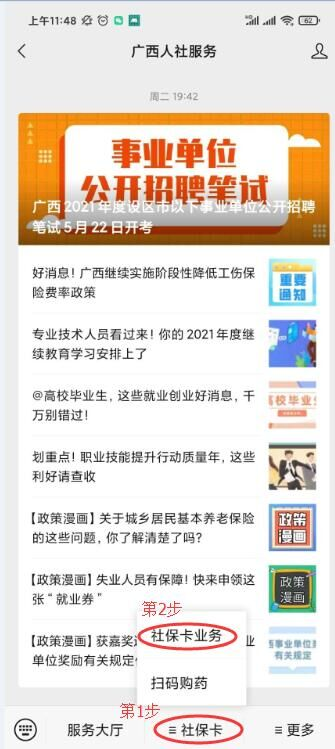 上午11:48
62
广西人社服务
周二 19:42
事业单位
公开招聘笔试
广西2021年度设区市以下事业单位公开招聘
笔试5月22日开考
好消息！广西继续实施阶段性降低工伤保
险费率政策
重要
通知
专业技术人员看过来！你的2021年度继
续教育学习安排上了
@高校毕业生，这些就业创业好消息，千
万别错过！
高校毕业生
划重点！职业技能提升行动质量年，这些
利好请查收
【政策漫画】关于城乡居民基本养老保险
的这些问题，你了解清楚了吗？
政策
漫画
【政策漫画】失业人员有保障！快来申领这
张“就业券”
政策
漫画
第2步
社保卡业务
【政策漫画】获嘉奖
业
单位奖励有关规定
事业单
有关规定
扫码购药
第1步
服务大厅
社保卡
更多